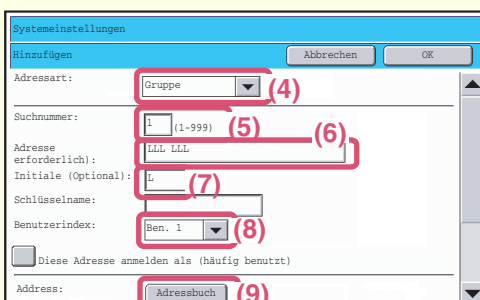 Systemeinstellungen
Hinzufügen Abbrechen OK
Adressart: Gruppe (4)
Suchnummer: 1 (1-999) (5)
Adresse erforderlich): LLL LLL (6)
Initiale (Optional): L (7)
Schlüsselname:
Benutzerindex: Ben. 1 (8)
Diese Adresse anmelden als (häufig benutzt)
Address: Adressbuch (9)